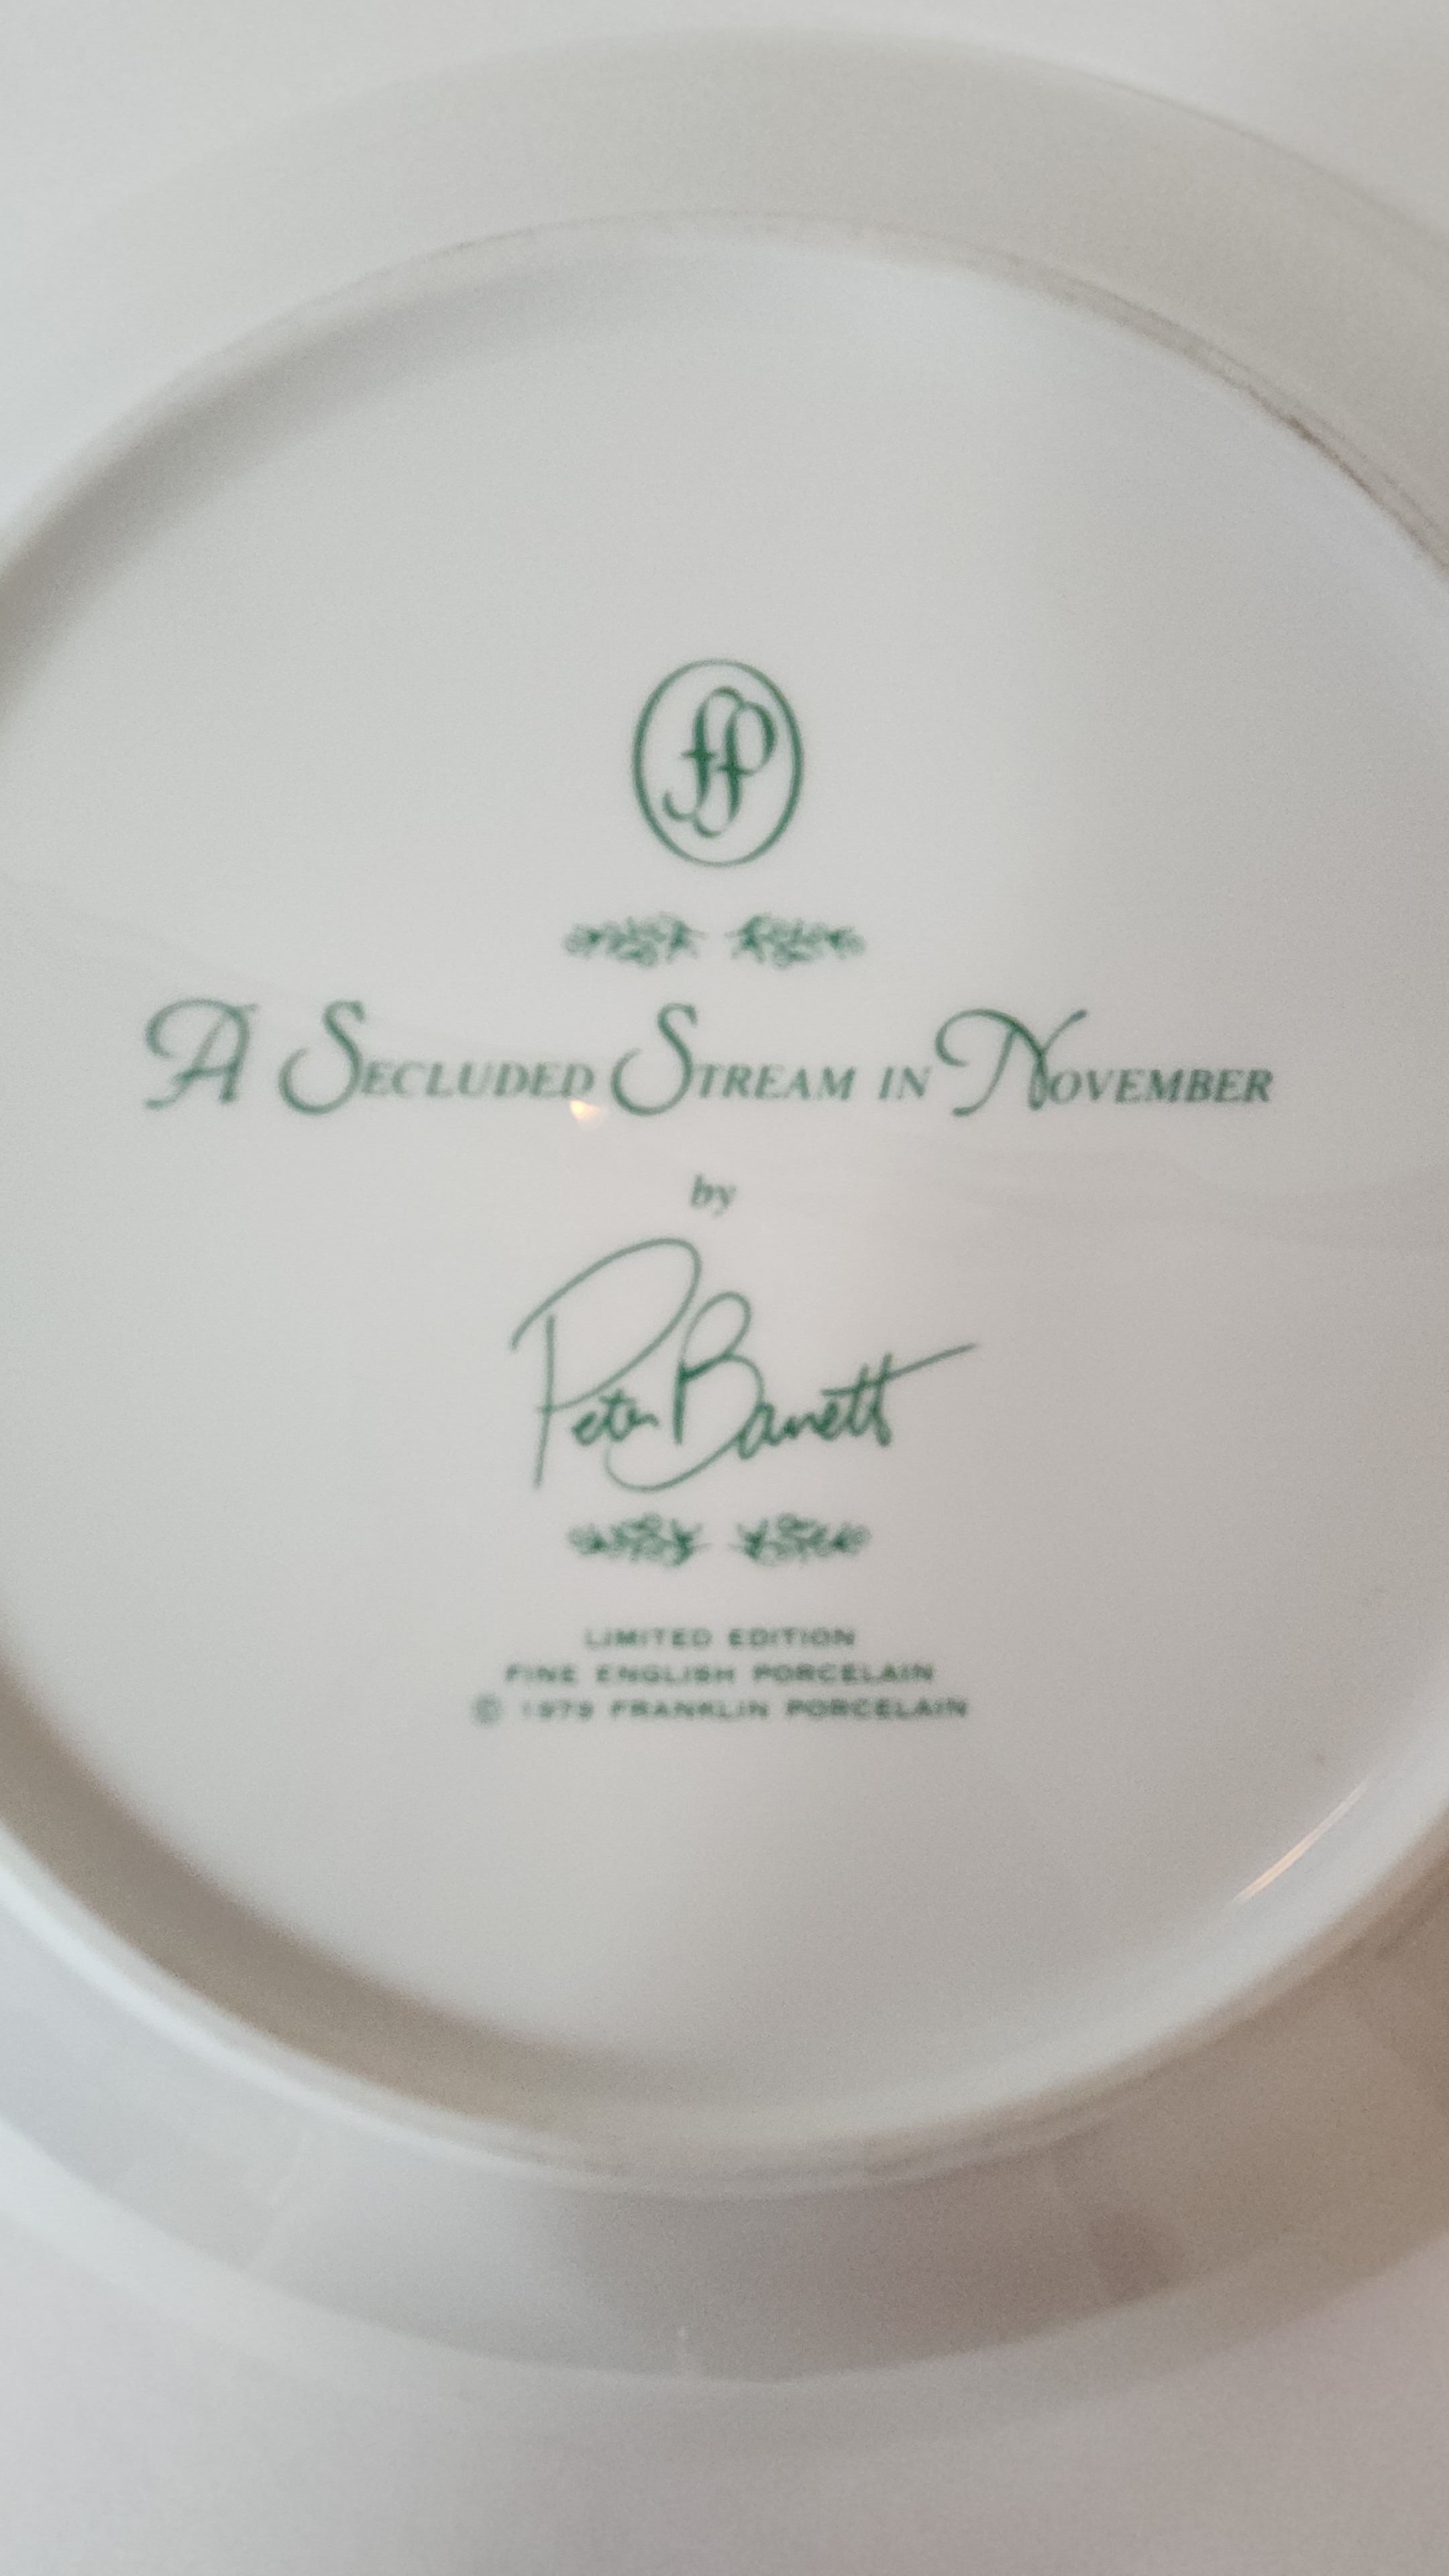 fp
A Secluded Stream in November
by
Peter Barrett
LIMITED EDITION
FINE ENGLISH PORCELAIN
© 1979 FRANKLIN PORCELAIN